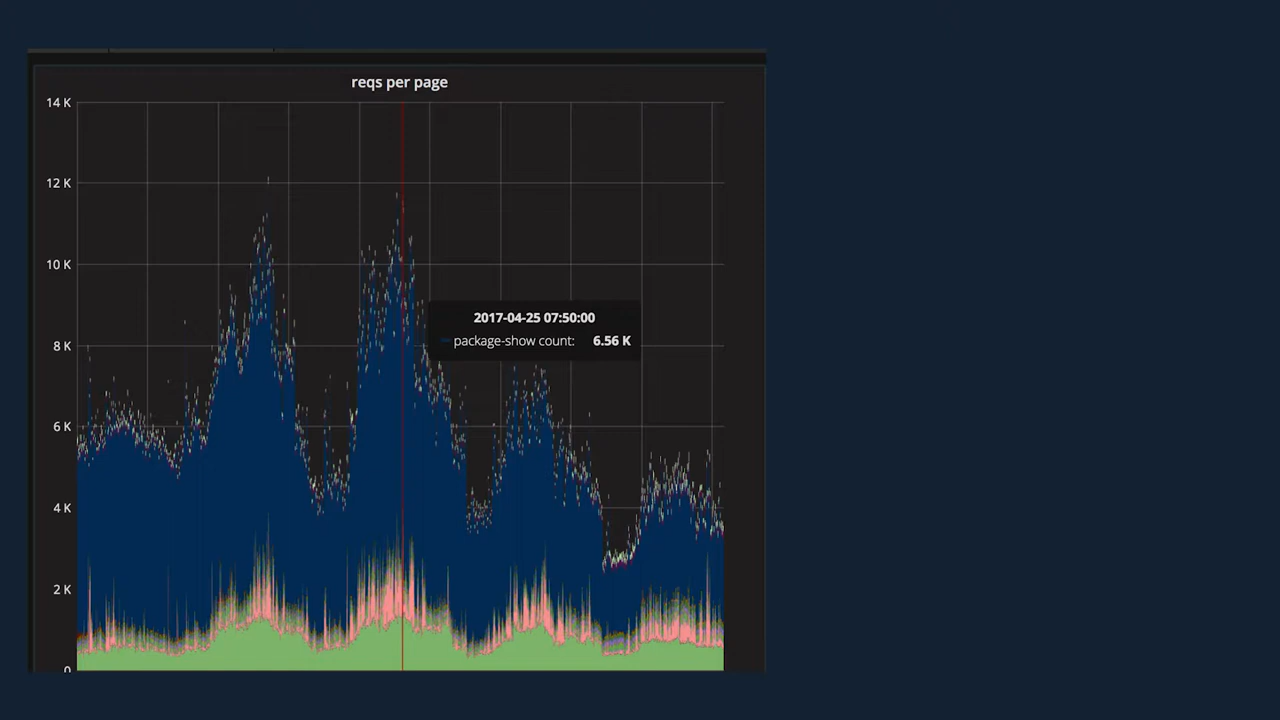 reqs per page
14 K
12 K
10 K
8 K
6 K
4 K
2 K
0
2017-04-25 07:50:00
package-show count: 6.56 K